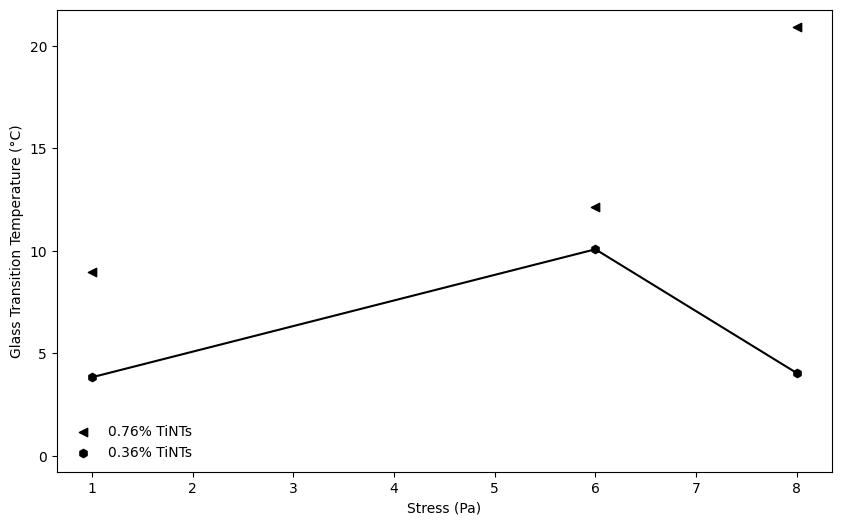 20
15
10
5
0
Glass Transition Temperature (°C)
0.76% TiNTs
0.36% TiNTs
1 2 3 4 5 6 7 8
Stress (Pa)